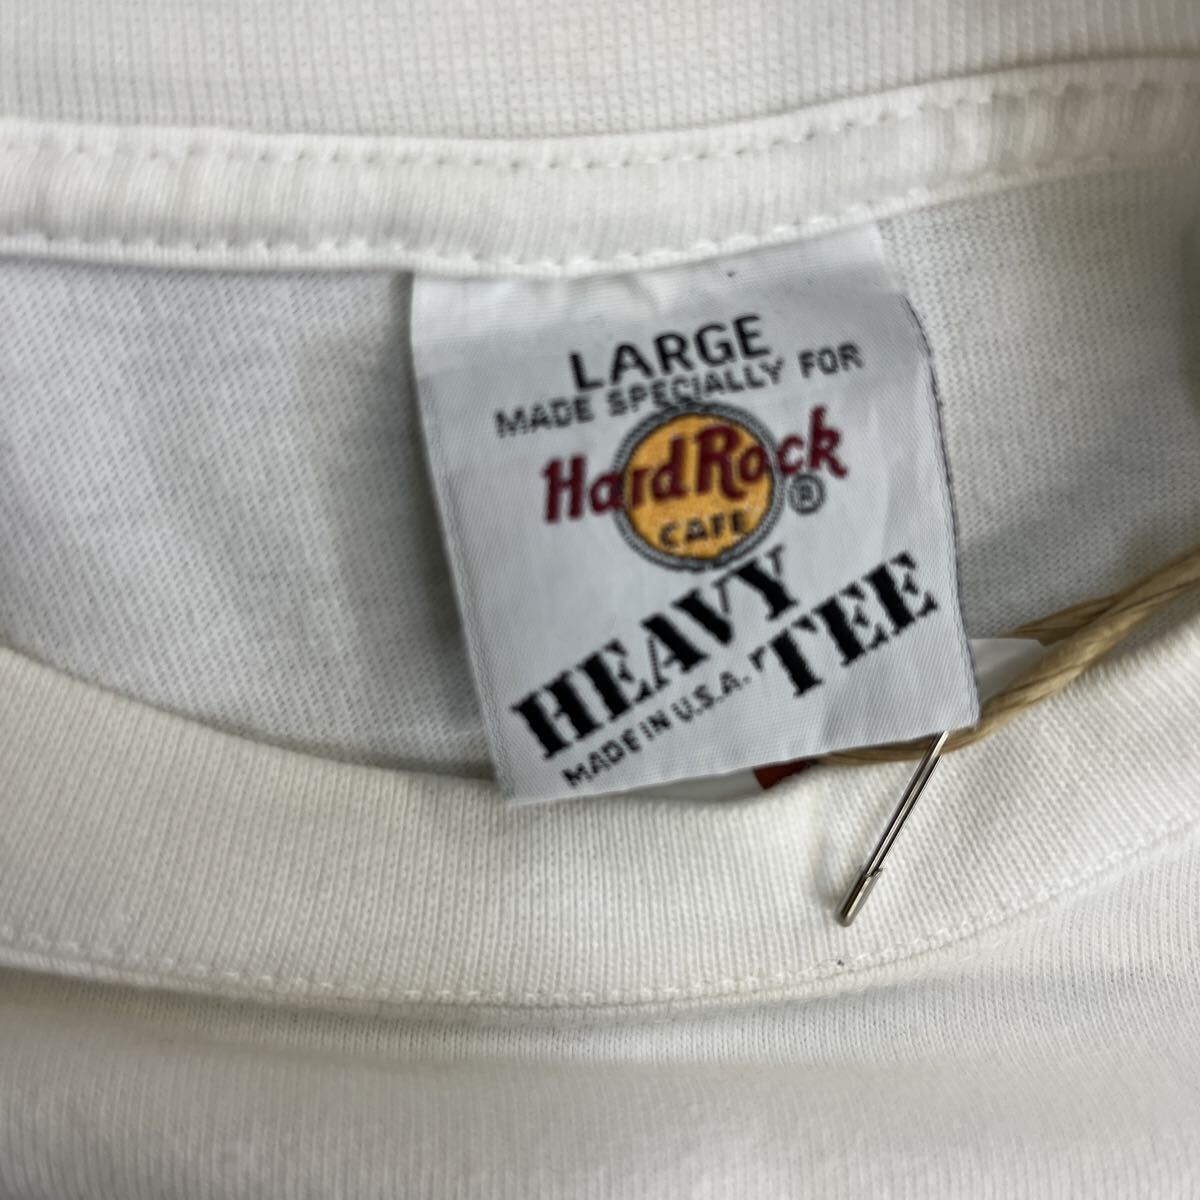 LARGE
MADE SPECIALLY FOR
Hard Rock
CAFE
®
HEAVY
TEE
MADE IN U.S.A.